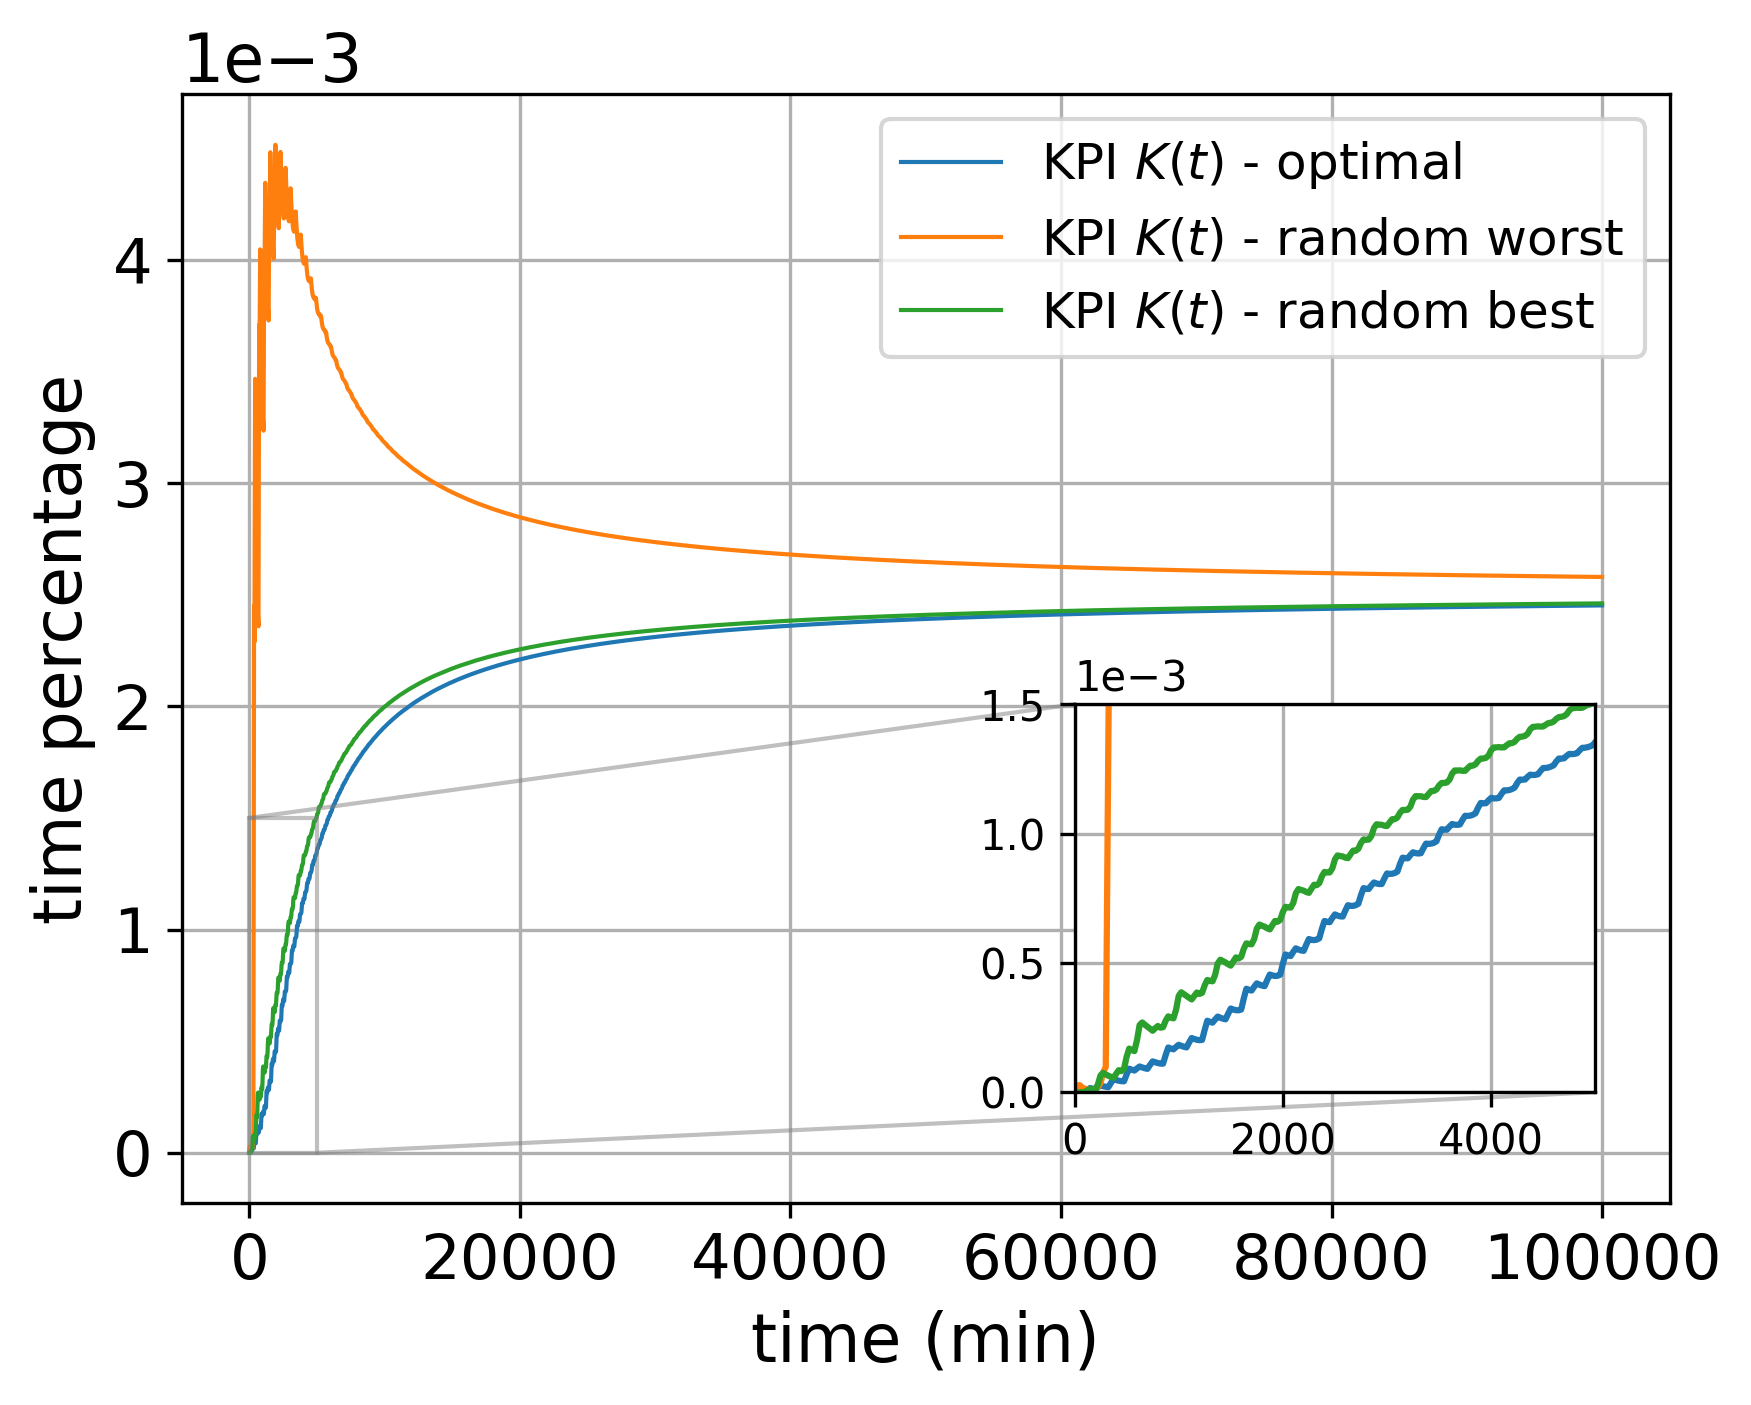 1e−3
KPI K(t) - optimal
KPI K(t) - random worst
KPI K(t) - random best
time percentage
4
3
2
1
0
1e−3
1.5
1.0
0.5
0.0
0 2000 4000
0 20000 40000 60000 80000 100000
time (min)